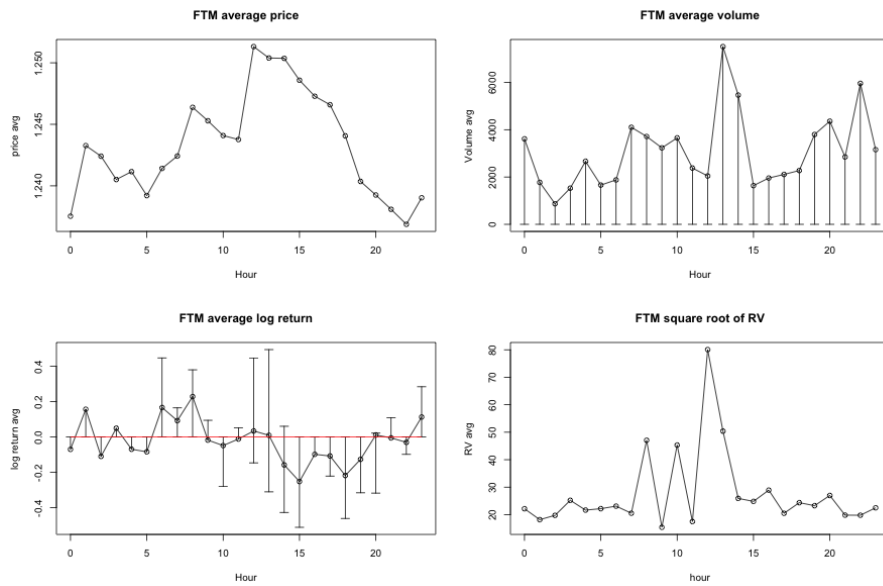 FTM average price
price avg
1.250
1.245
1.240
0 5 10 15 20
Hour
FTM average volume
Volume avg
6000
4000
2000
0
0 5 10 15 20
Hour
FTM average log return
log return avg
0.4
0.2
0.0
-0.2
-0.4
0 5 10 15 20
Hour
FTM square root of RV
RV avg
80
70
60
50
40
30
20
0 5 10 15 20
hour